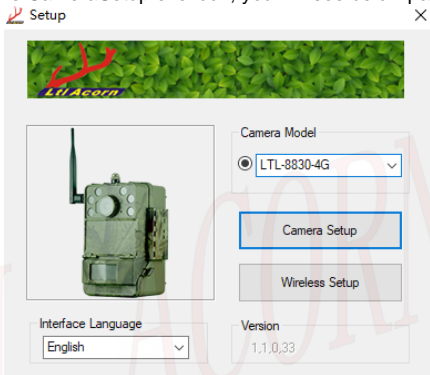 Setup
Ltl Acorn
Camera Model
LTL-8830-4G
Camera Setup
Wireless Setup
Interface Language
English
Version
1,1,0,33
ACORN